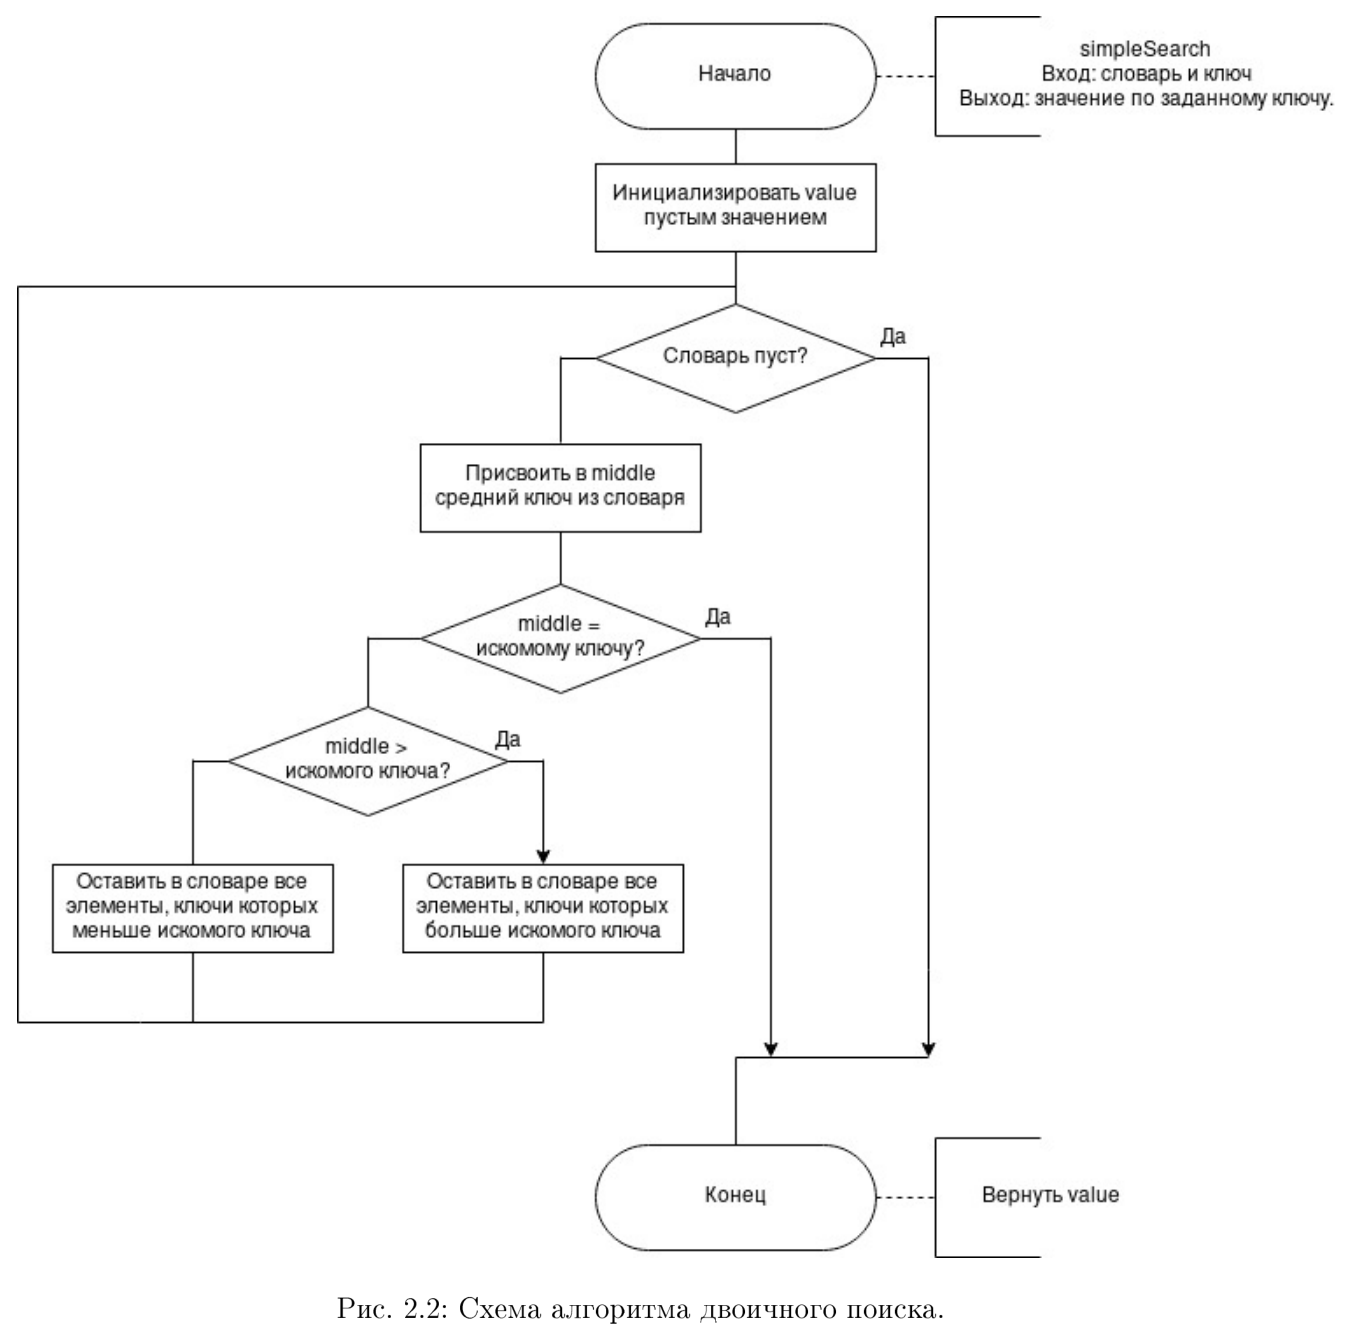 Начало
simpleSearch
Вход: словарь и ключ
Выход: значение по заданному ключу.
Инициализировать value
пустым значением
Словарь пуст?
Да
Присвоить в middle
средний ключ из словаря
middle =
искомому ключу?
Да
middle >
искомого ключа?
Да
Оставить в словаре все
элементы, ключи которых
меньше искомого ключа
Оставить в словаре все
элементы, ключи которых
больше искомого ключа
Конец
Вернуть value
Рис. 2.2: Схема алгоритма двоичного поиска.